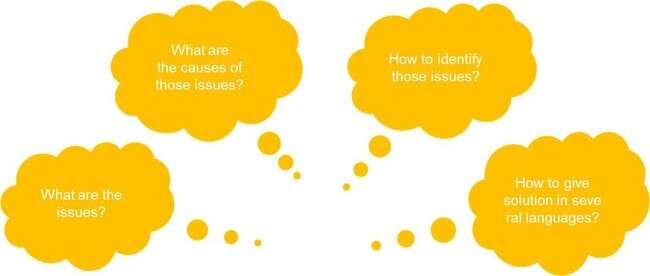 What are
the causes of
those issues?
How to identify
those issues?
What are the
issues?
How to give
solution in seve
ral languages?